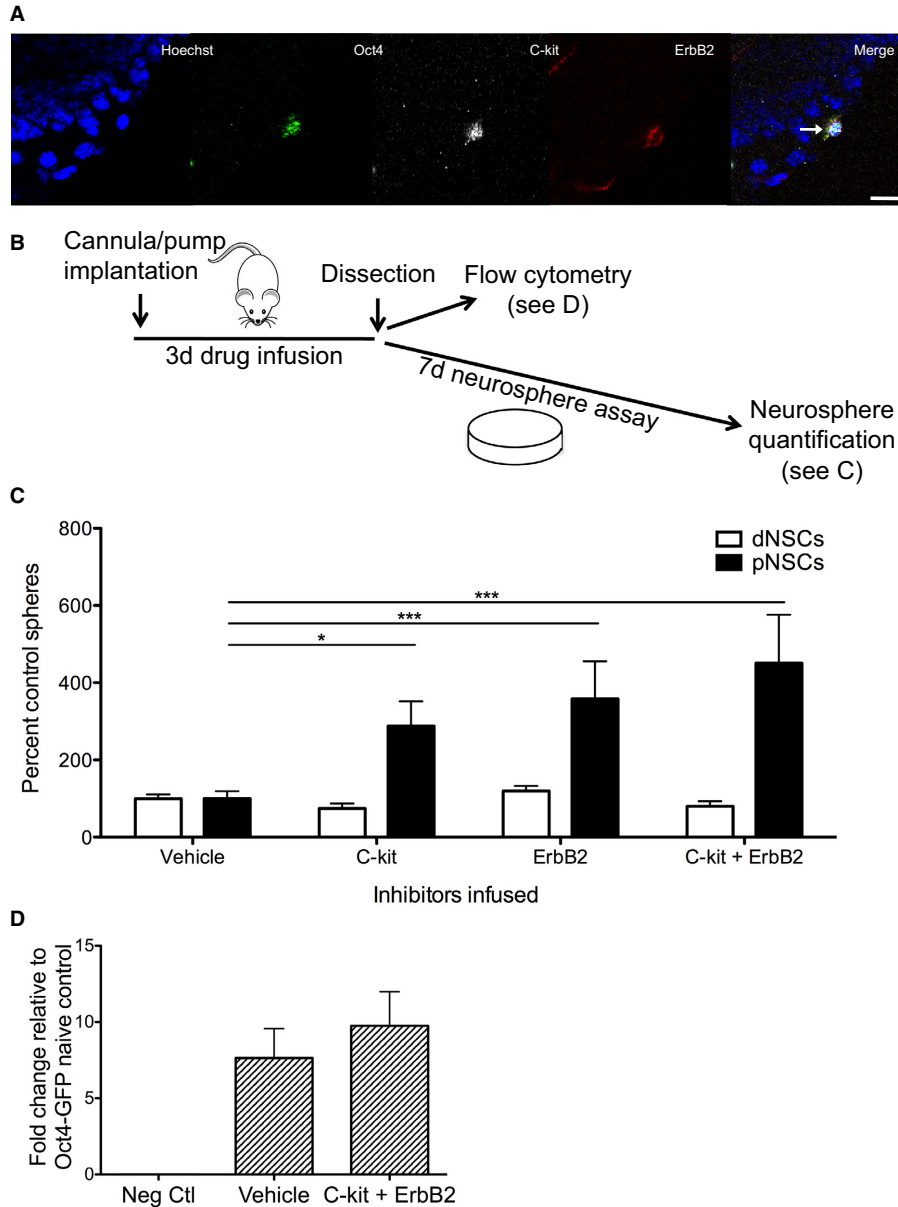 A
Hoechst
Oct4
C-kit
ErbB2
Merge
B
Cannula/pump
implantation
Dissection
Flow cytometry
(see D)
3d drug infusion
7d neurosphere assay
Neurosphere
quantification
(see C)
C
800
600
400
200
0
Percent control spheres
dNSCs
pNSCs
***
***
*
Vehicle
C-kit
ErbB2
C-kit + ErbB2
Inhibitors infused
D
15
10
5
0
Fold change relative to
Oct4-GFP naive control
Neg Ctl
Vehicle
C-kit + ErbB2